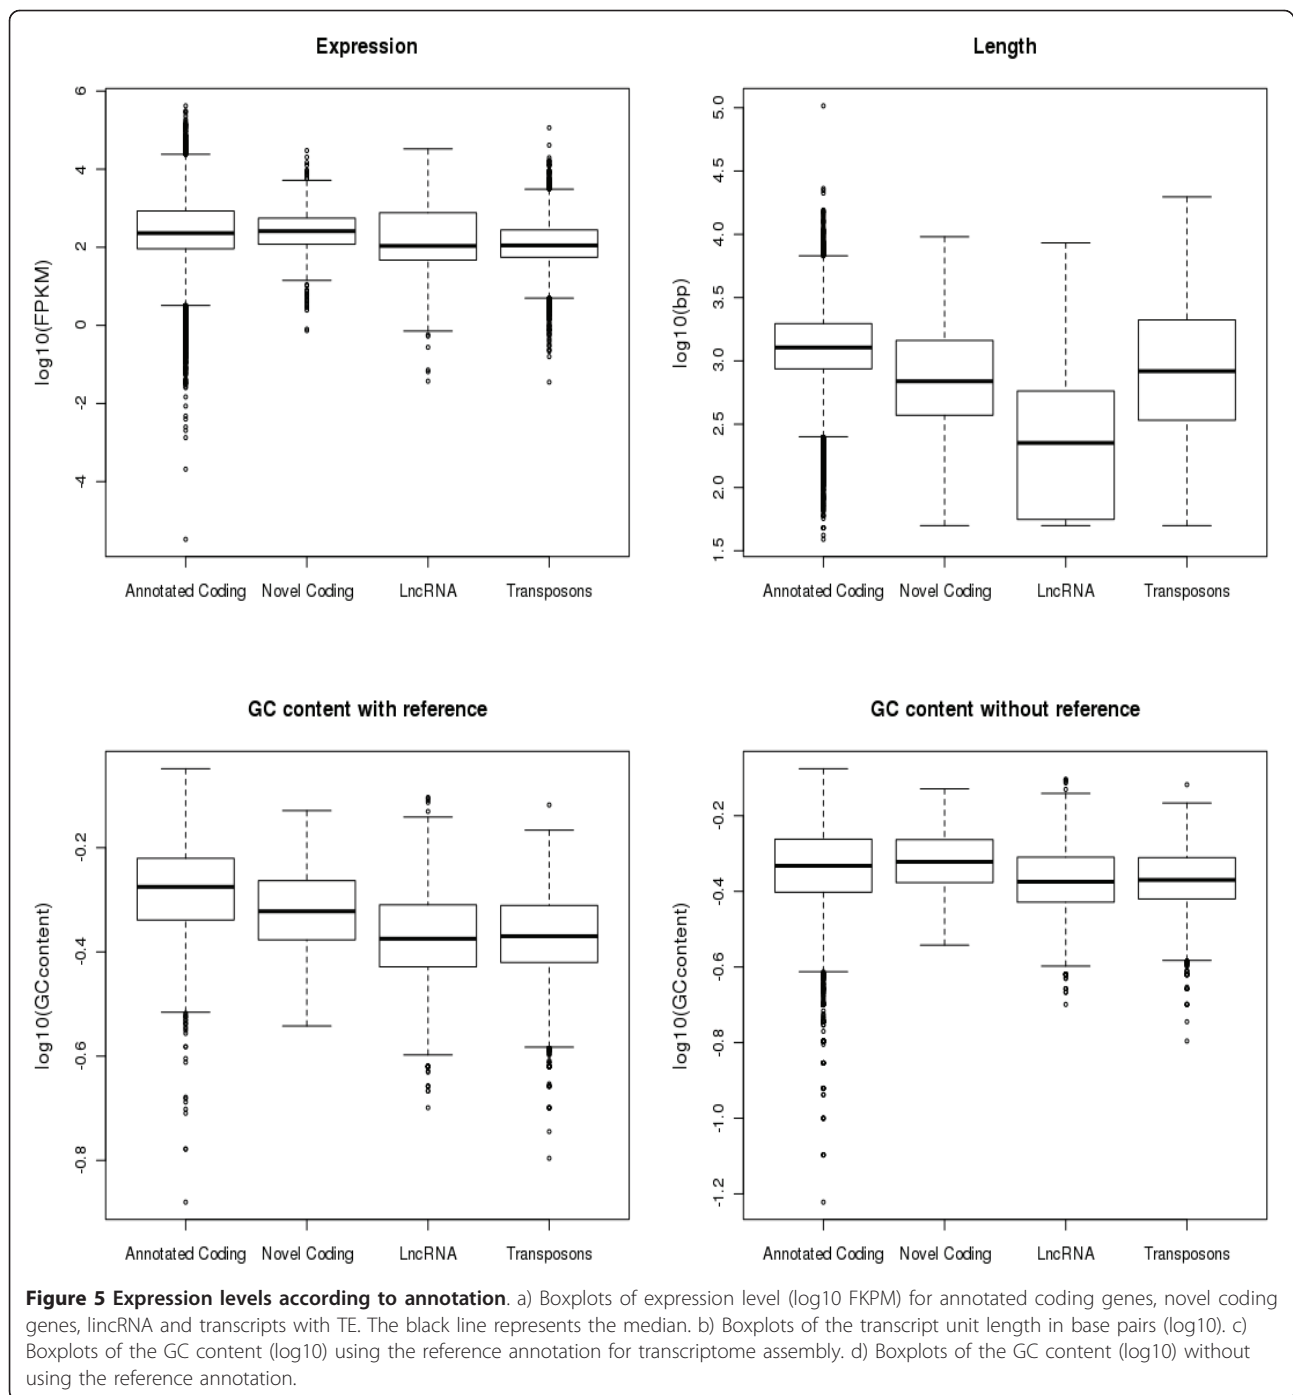 Expression
6
4
2
0
-2
-4
log10(FPKM)
Annotated Coding Novel Coding LncRNA Transposons
Length
5.0
4.5
4.0
3.5
3.0
2.5
2.0
1.5
log10(bp)
Annotated Coding Novel Coding LncRNA Transposons
GC content with reference
-0.2
-0.4
-0.6
-0.8
log10(GCcontent)
Annotated Coding Novel Coding LncRNA Transposons
GC content without reference
-0.2
-0.4
-0.6
-0.8
-1.0
-1.2
log10(GCcontent)
Annotated Coding Novel Coding LncRNA Transposons
Figure 5 Expression levels according to annotation. a) Boxplots of expression level (log10 FKPM) for annotated coding genes, novel coding
genes, lincRNA and transcripts with TE. The black line represents the median. b) Boxplots of the transcript unit length in base pairs (log10). c)
Boxplots of the GC content (log10) using the reference annotation for transcriptome assembly. d) Boxplots of the GC content (log10) without
using the reference annotation.